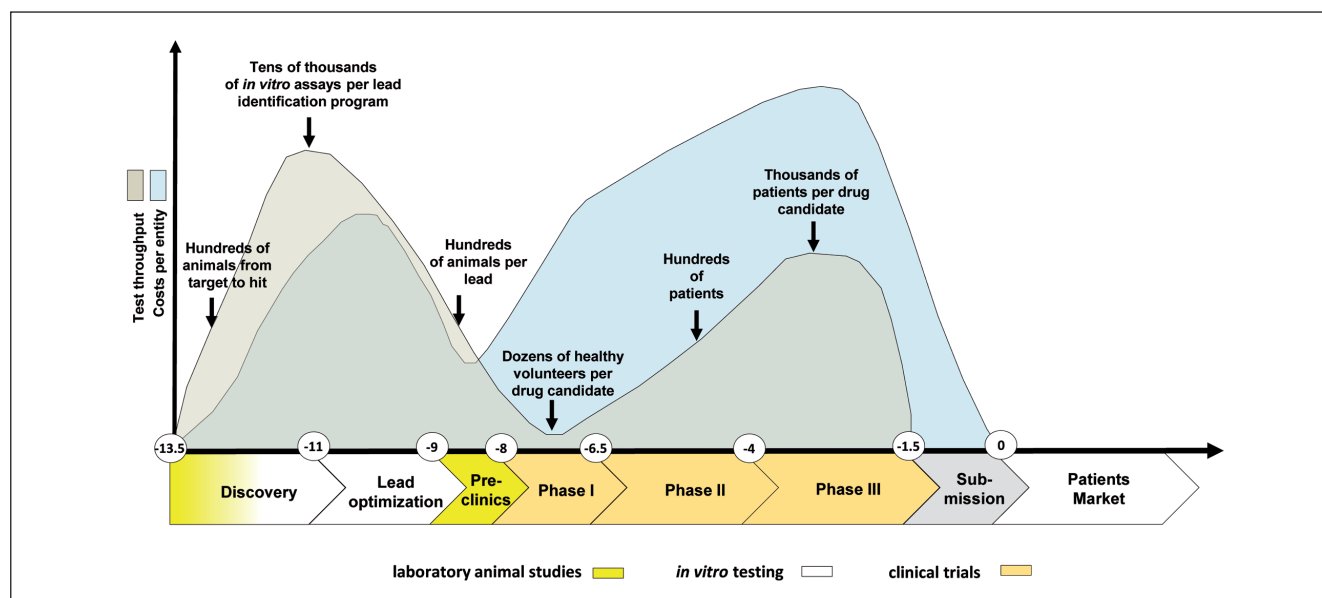 Tens of thousands
of in vitro assays per lead
identification program
Test throughput
Costs per entity
Hundreds of
animals from
target to hit
Hundreds
of animals per
lead
Dozens of healthy
volunteers per
drug candidate
Hundreds
of
patients
Thousands of
patients per drug
candidate
-13.5
-11
-9
-8
-6.5
-4
-1.5
0
Discovery
Lead
optimization
Pre-
clinics
Phase I
Phase II
Phase III
Sub-
mission
Patients
Market
laboratory animal studies
in vitro testing
clinical trials